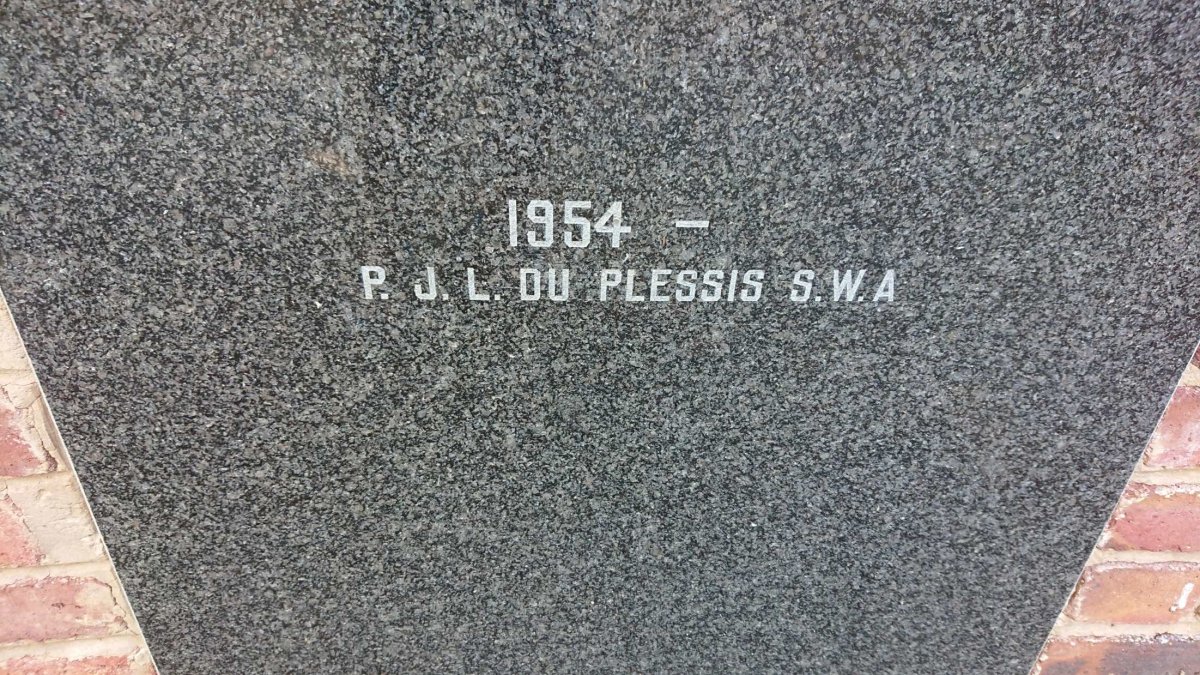 1954 –
P. J. L. DU PLESSIS S.W.A